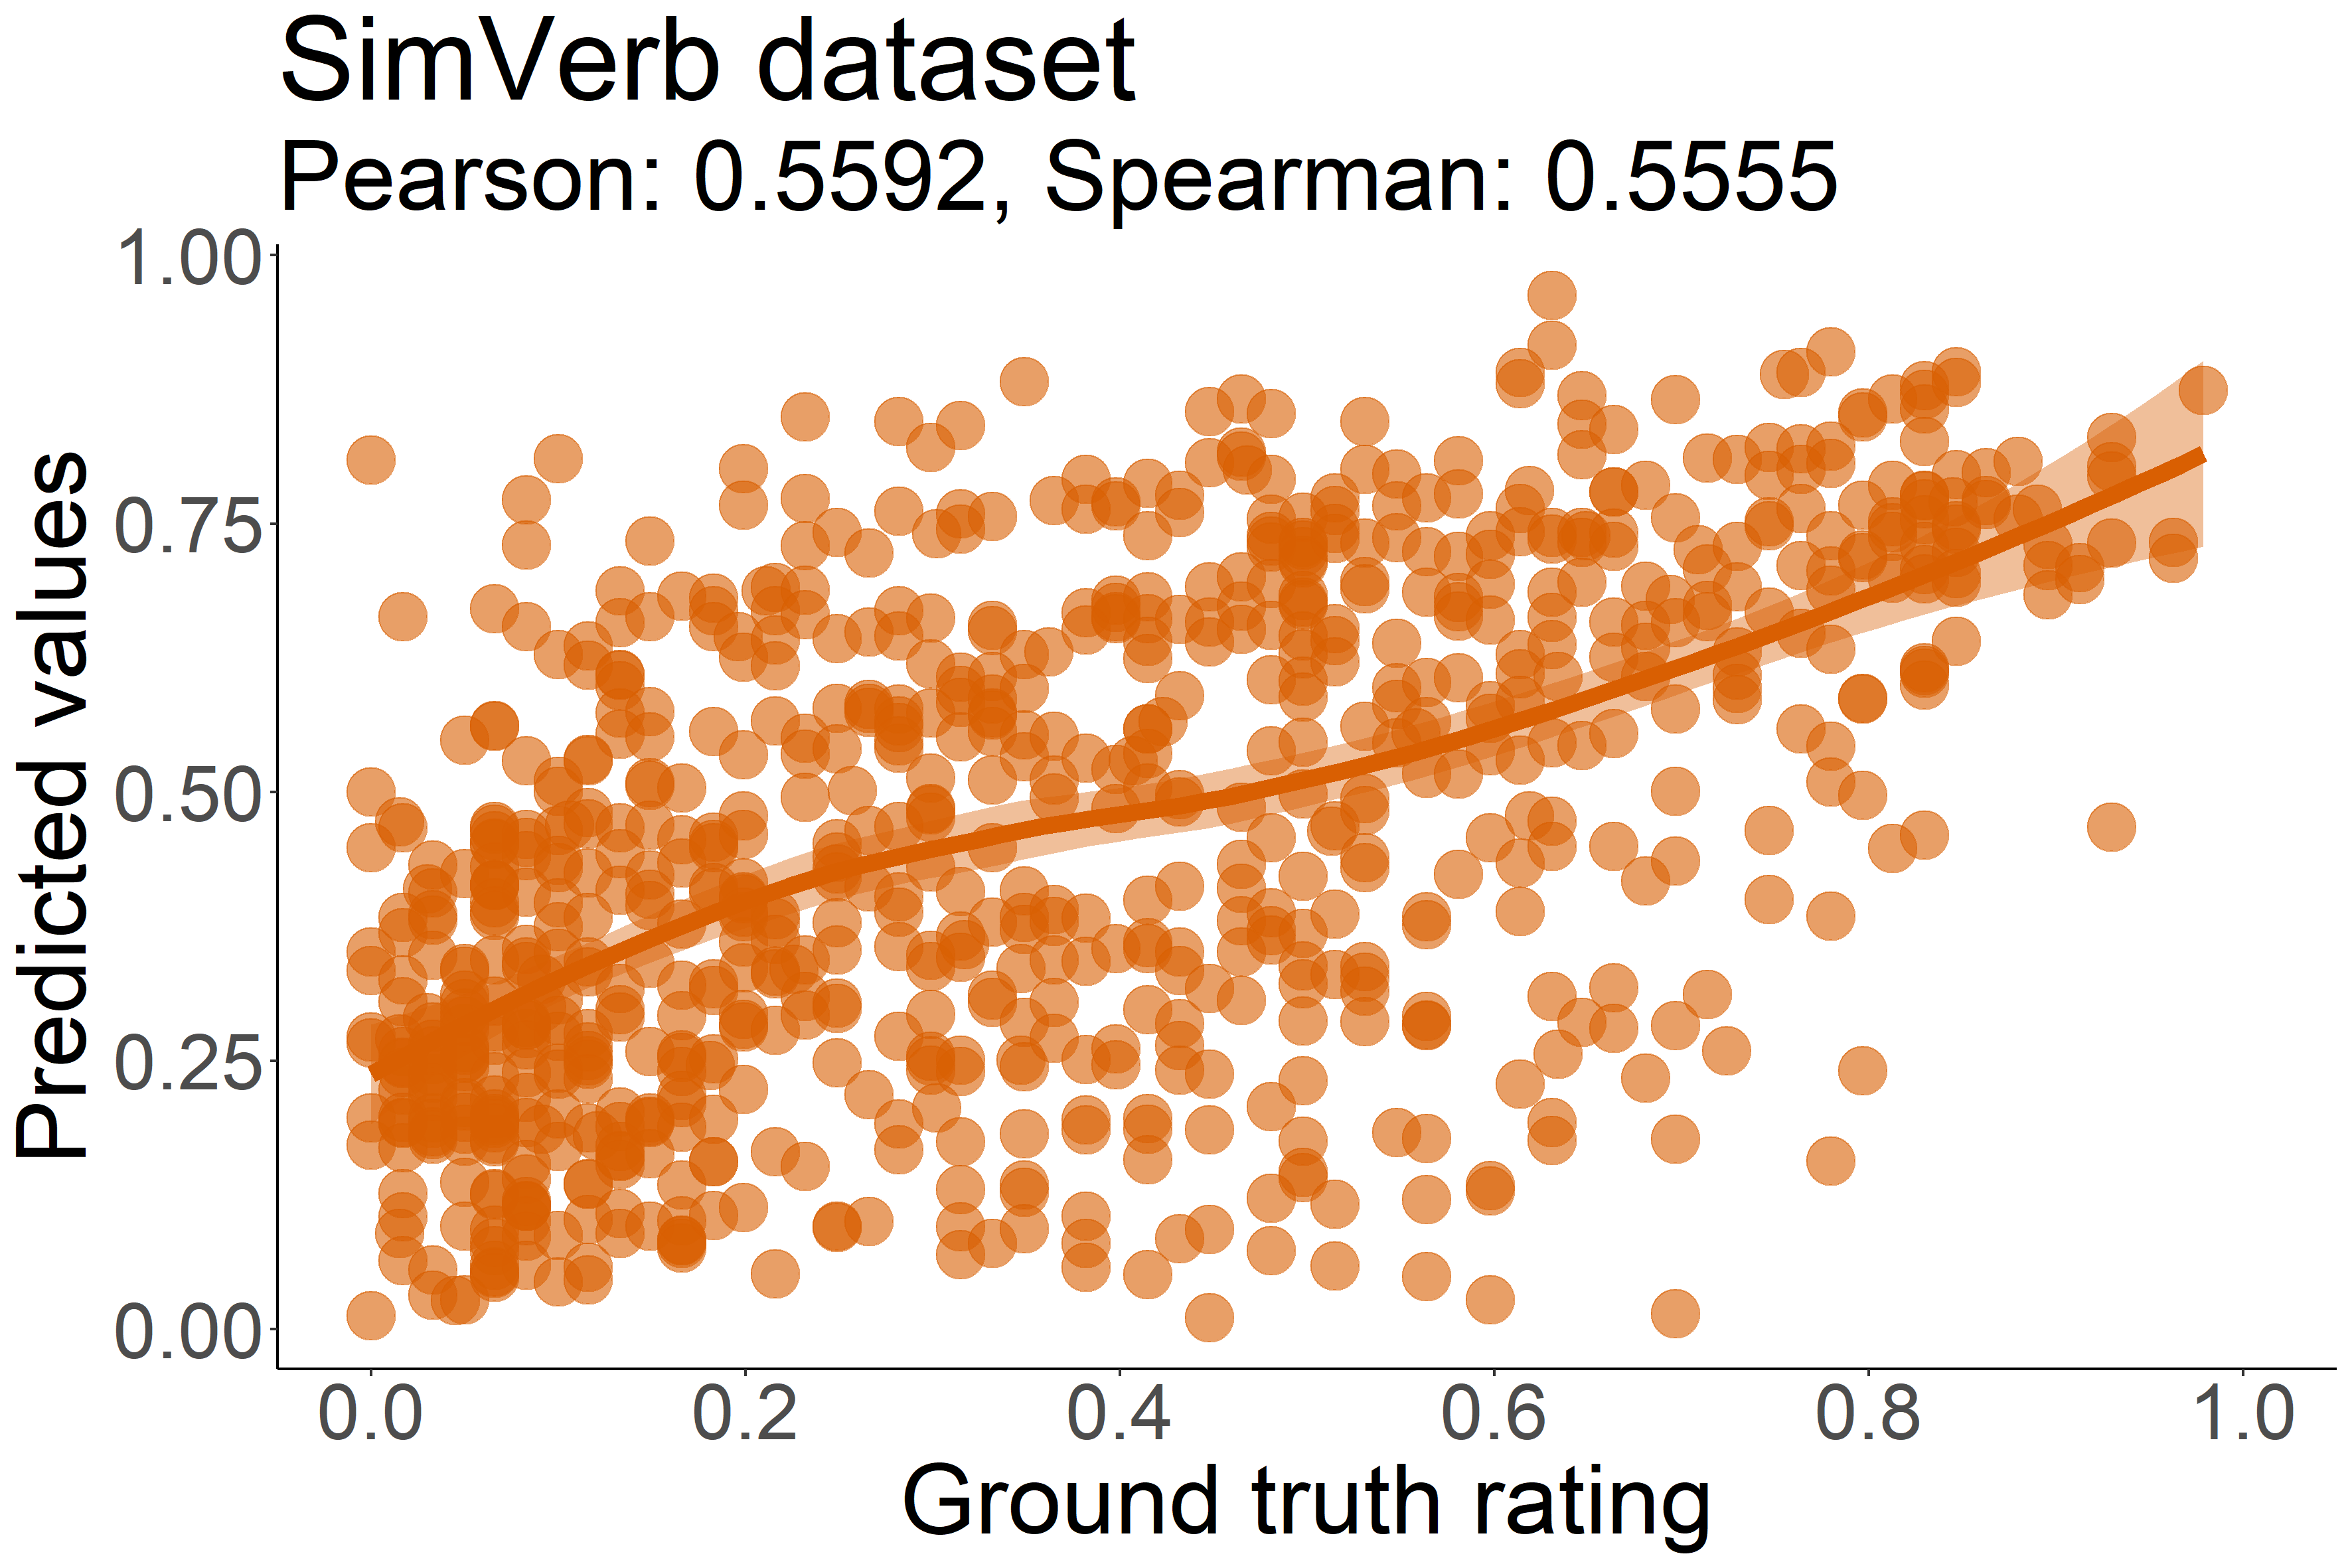 SimVerb dataset
Pearson: 0.5592, Spearman: 0.5555
1.00
0.75
0.50
0.25
0.00
Predicted values
0.0 0.2 0.4 0.6 0.8 1.0
Ground truth rating